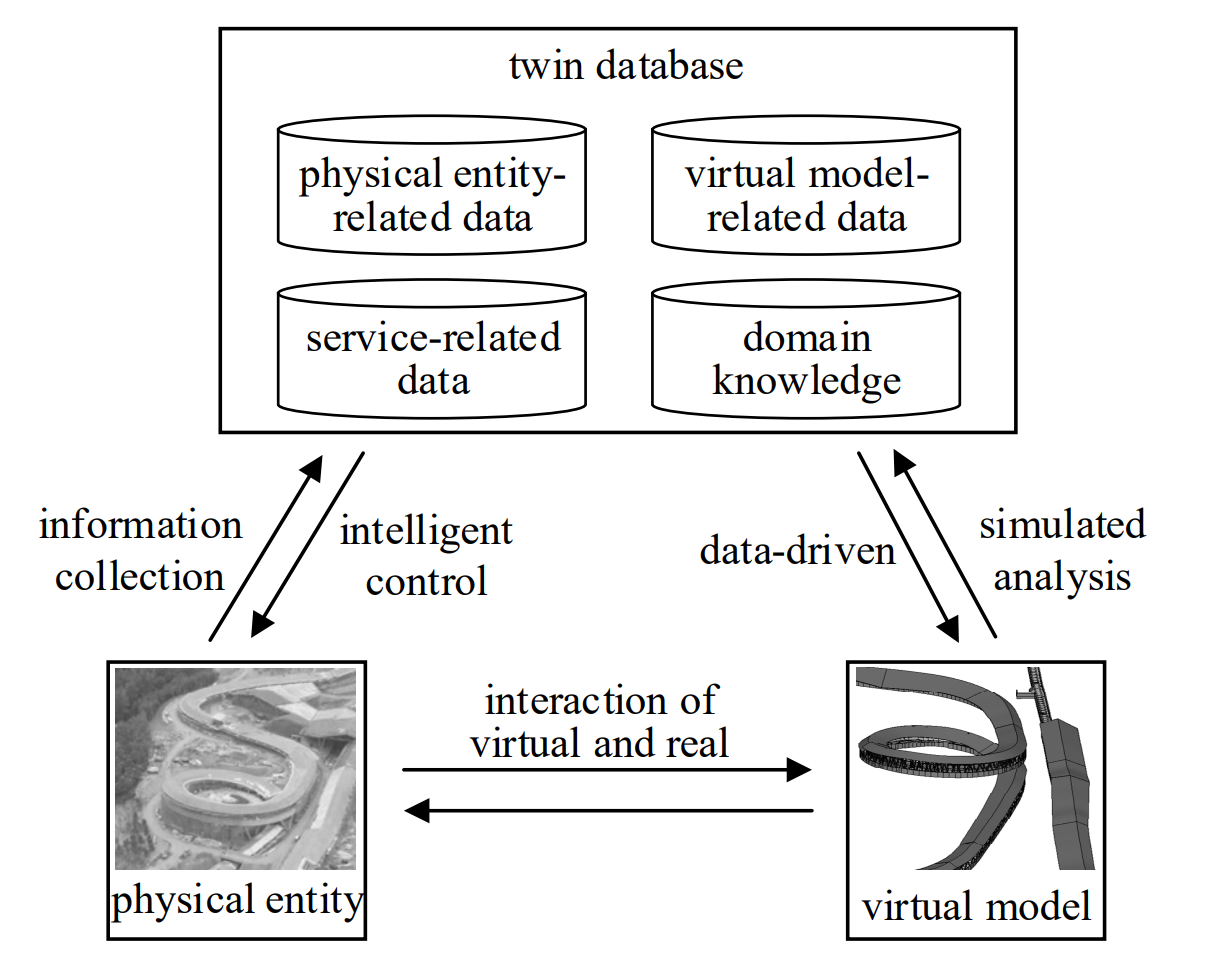 twin database
physical entity-
related data
virtual model-
related data
service-related
data
domain
knowledge
information
collection
intelligent
control
data-driven
simulated
analysis
interaction of
virtual and real
physical entity
virtual model